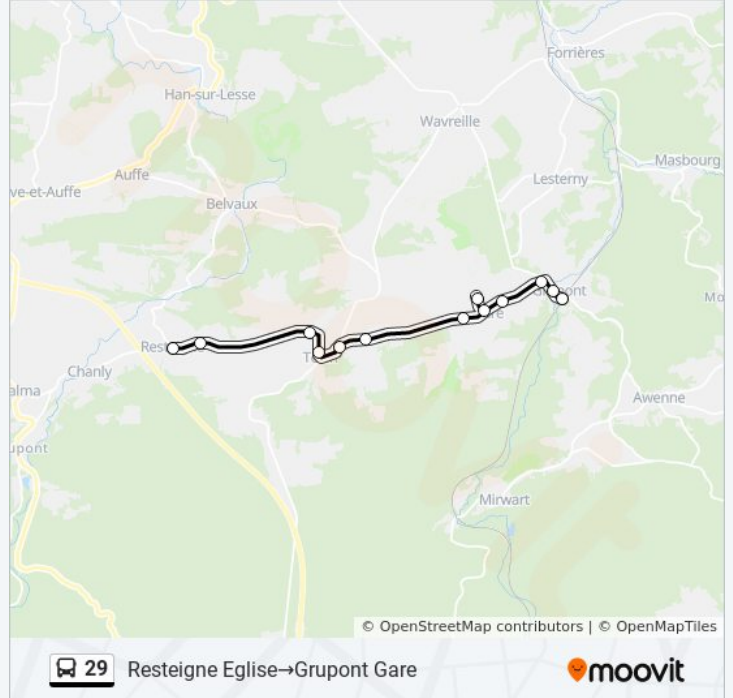 Forrières
Han-sur-Lesse
Wavreille
Masbourg
Auffe
Lesterny
ve-et-Auffe
Belvaux
Mo
Chanly
alma
Awenne
upont
Mirwart
© OpenStreetMap contributors | © OpenMapTiles
29 Resteigne Eglise→Grupont Gare
moovit